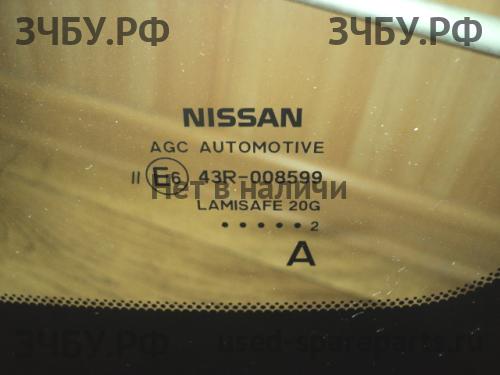 ЗЧБУ.РФ ЗЧБУ.РФ
NISSAN
AGC AUTOMOTIVE
II E6 43R-008599
Нет в наличи
LAMISAFE 20G
• • • • • 2
A
ЗЧБУ.РФ used-spareparts.ru